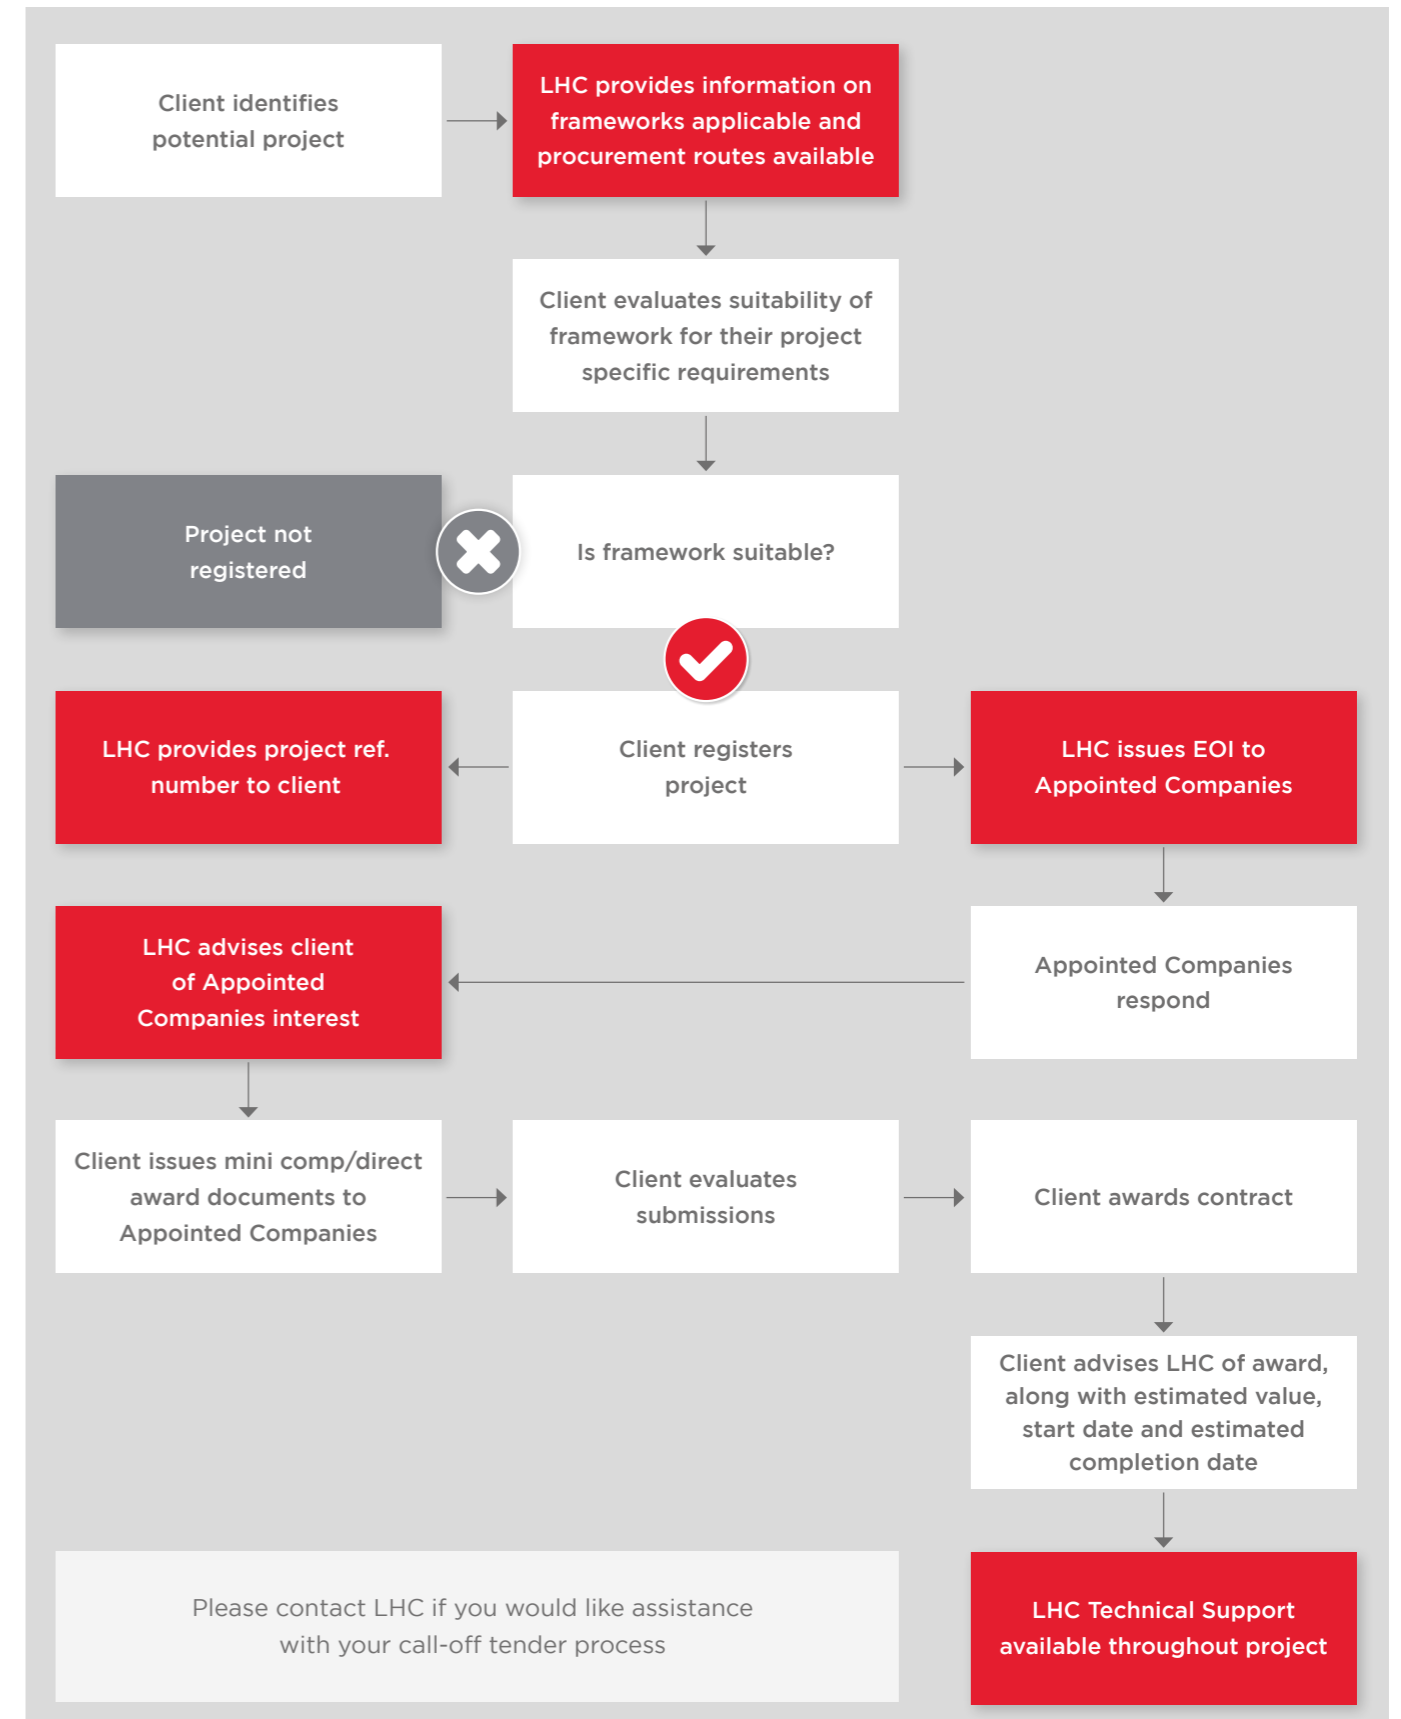 Client identifies
potential project
LHC provides information on
frameworks applicable and
procurement routes available
Client evaluates suitability of
framework for their project
specific requirements
Project not
registered
Is framework suitable?
LHC provides project ref.
number to client
Client registers
project
LHC issues EOI to
Appointed Companies
LHC advises client
of Appointed
Companies interest
Appointed Companies
respond
Client issues mini comp/direct
award documents to
Appointed Companies
Client evaluates
submissions
Client awards contract
Client advises LHC of award,
along with estimated value,
start date and estimated
completion date
Please contact LHC if you would like assistance
with your call-off tender process
LHC Technical Support
available throughout project